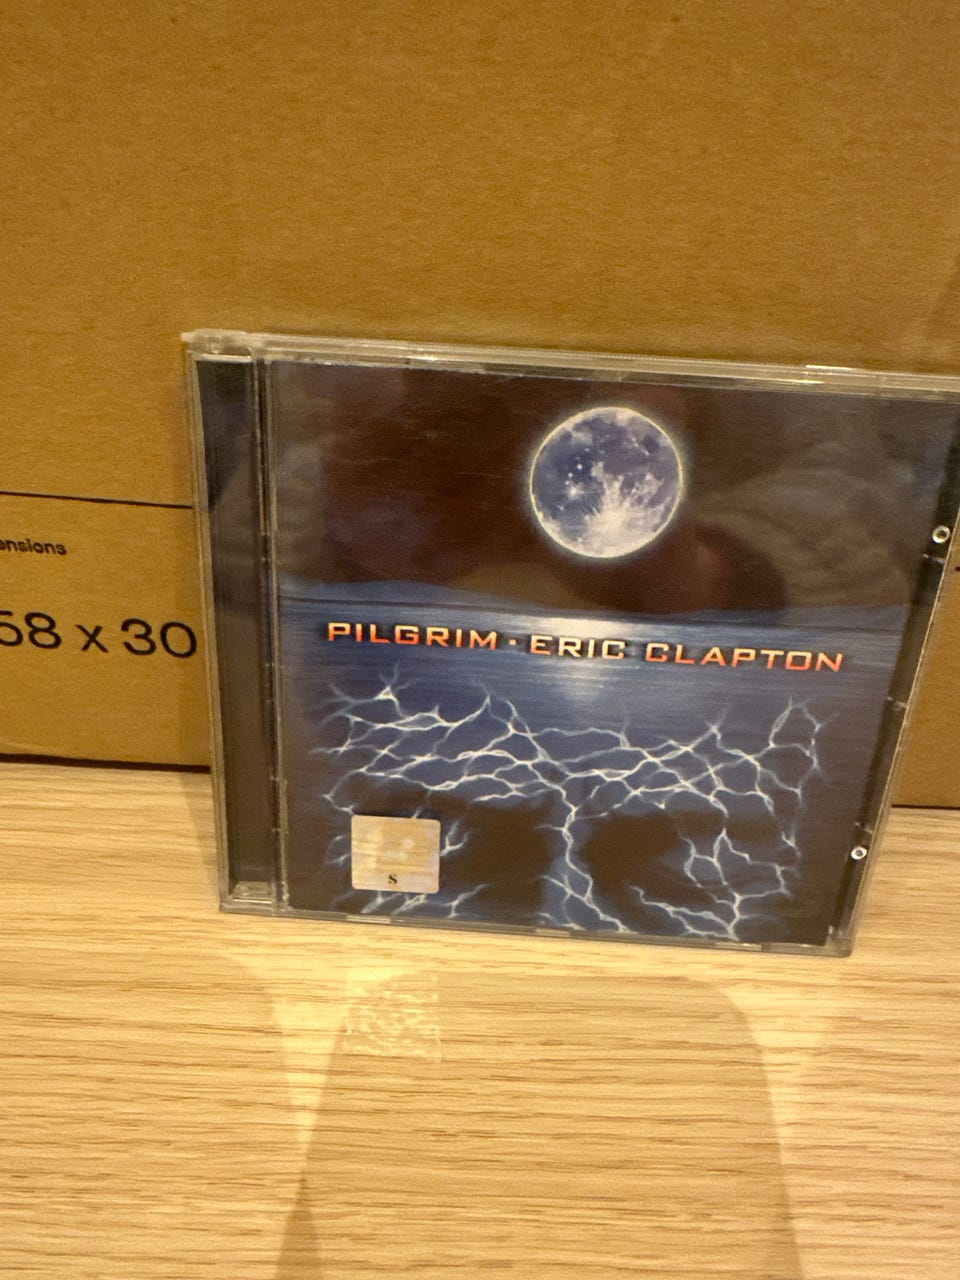 ensions
58 x 30
PILGRIM · ERIC CLAPTON
S